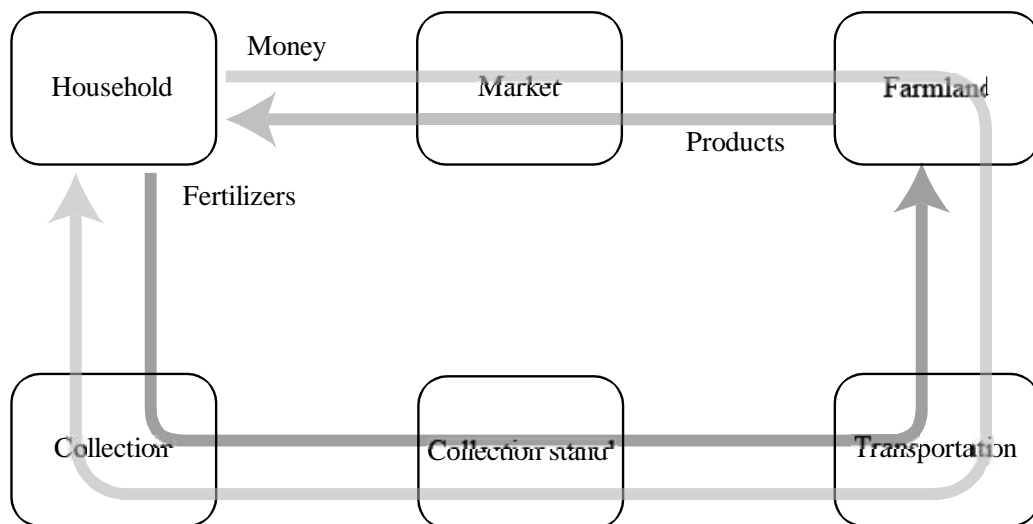 Money
Household
Market
Farmland
Products
Fertilizers
Collection
Collection stand
Transportation